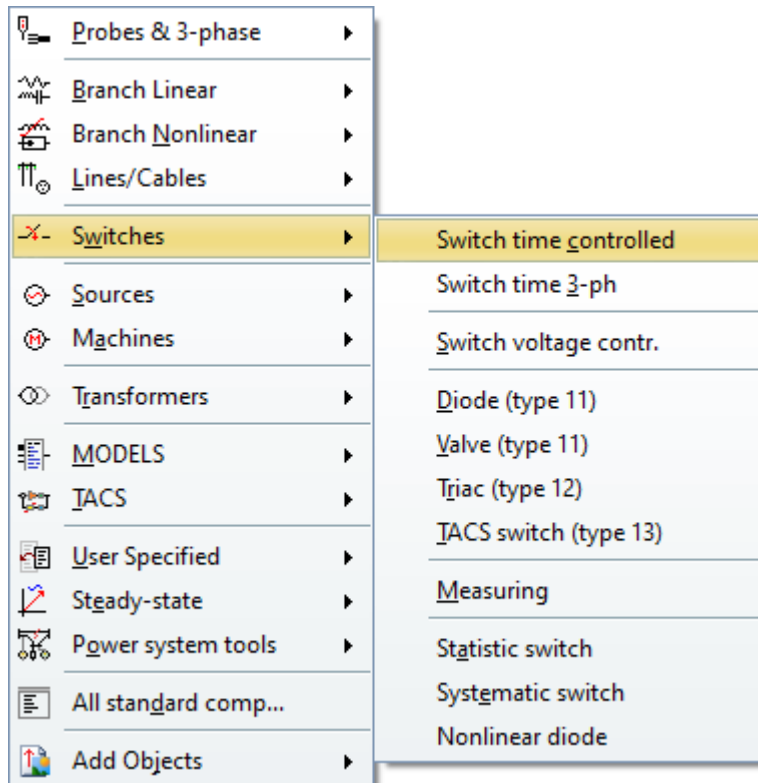 Probes & 3-phase
Branch Linear
Branch Nonlinear
Lines/Cables
Switches
Sources
Machines
Transformers
MODELS
TACS
User Specified
Steady-state
Power system tools
All standard comp...
Add Objects
Switch time controlled
Switch time 3-ph
Switch voltage contr.
Diode (type 11)
Valve (type 11)
Triac (type 12)
TACS switch (type 13)
Measuring
Statistic switch
Systematic switch
Nonlinear diode